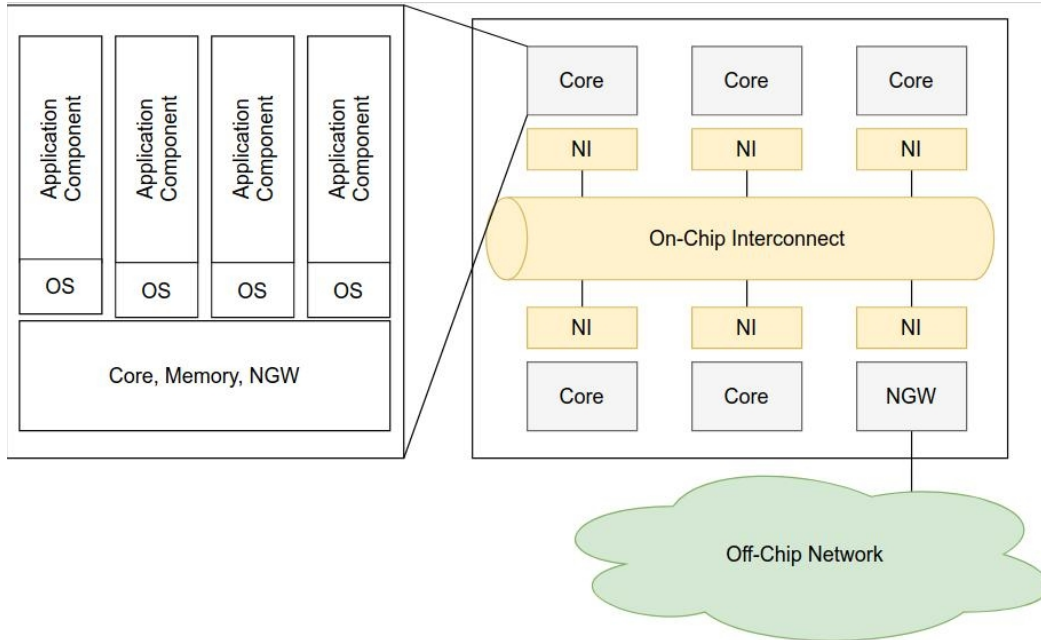 Application
Component
Application
Component
Application
Component
Application
Component
OS
OS
OS
OS
Core, Memory, NGW
Core
Core
Core
NI
NI
NI
On-Chip Interconnect
NI
NI
NI
Core
Core
NGW
Off-Chip Network